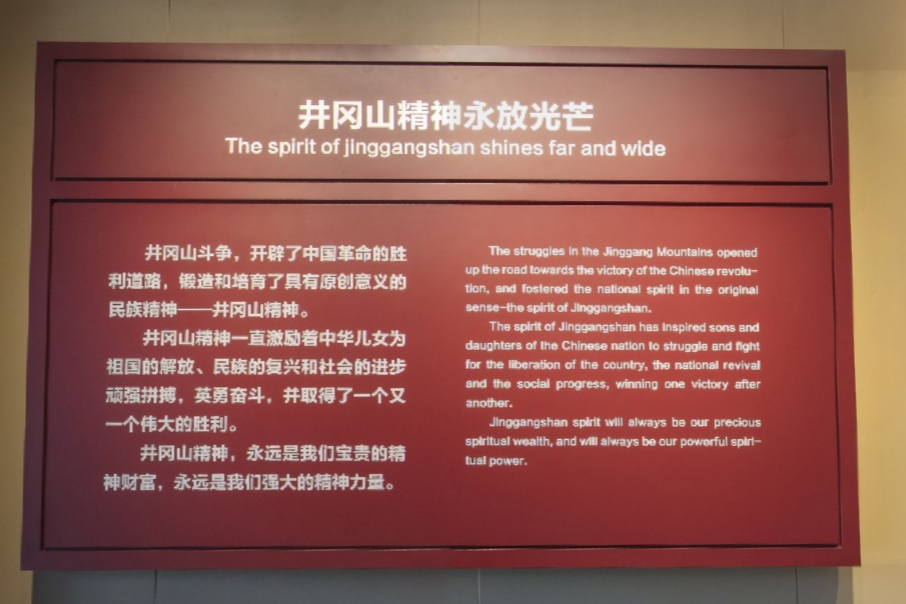 井冈山精神永放光芒
The spirit of jinggangshan shines far and wide
井冈山斗争，开辟了中国革命的胜
利道路，锻造和培育了具有原创意义的
民族精神——井冈山精神。
井冈山精神一直激励着中华儿女为
祖国的解放、民族的复兴和社会的进步
顽强拼搏，英勇奋斗，并取得了一个又
一个伟大的胜利。
井冈山精神，永远是我们宝贵的精
神财富，永远是我们强大的精神力量。
The struggles in the Jinggang Mountains opened
up the road towards the victory of the Chinese revolu-
tion, and fostered the national spirit in the original
sense-the spirit of Jinggangshan.
The spirit of Jinggangshan has inspired sons and
daughters of the Chinese nation to struggle and fight
for the liberation of the country, the national revival
and the social progress, winning one victory after
another.
Jinggangshan spirit will always be our precious
spiritual wealth, and will always be our powerful spiri-
tual power.